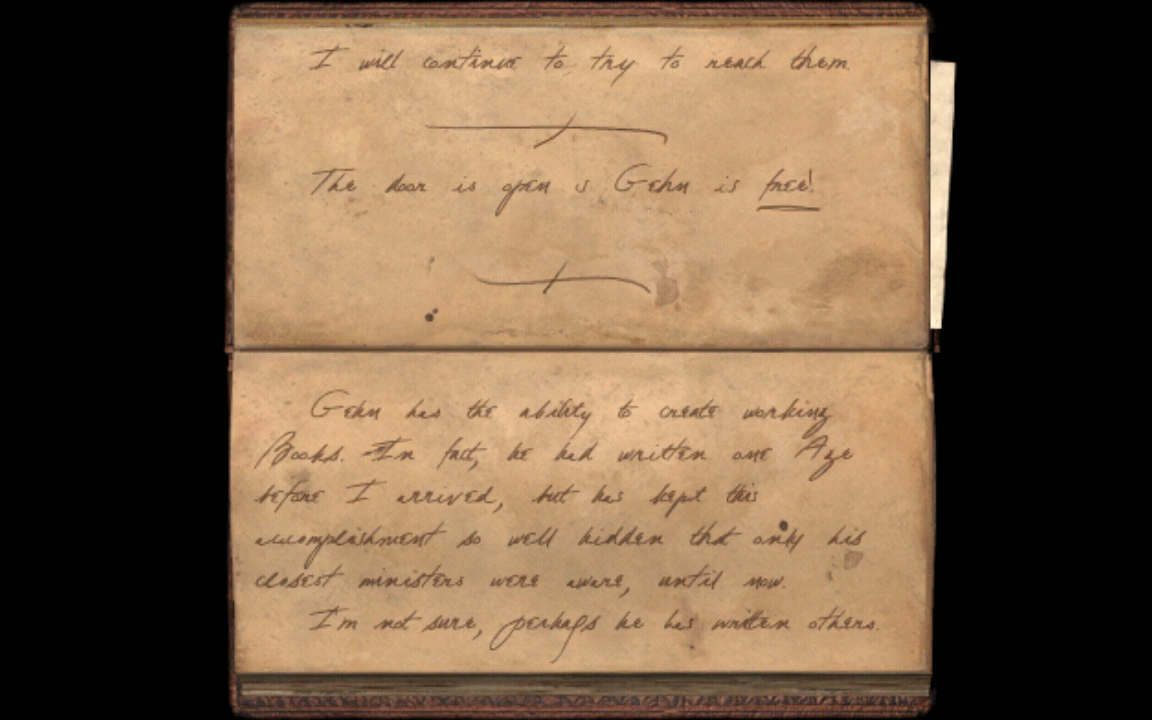 I will continue to try to reach them.
The door is open & Gehn is free!
Gehn has the ability to create working
Books. In fact, he had written one Age
before I arrived, but has kept this
accomplishment so well hidden that only his
closest ministers were aware, until now.
I'm not sure, perhaps he has written others.